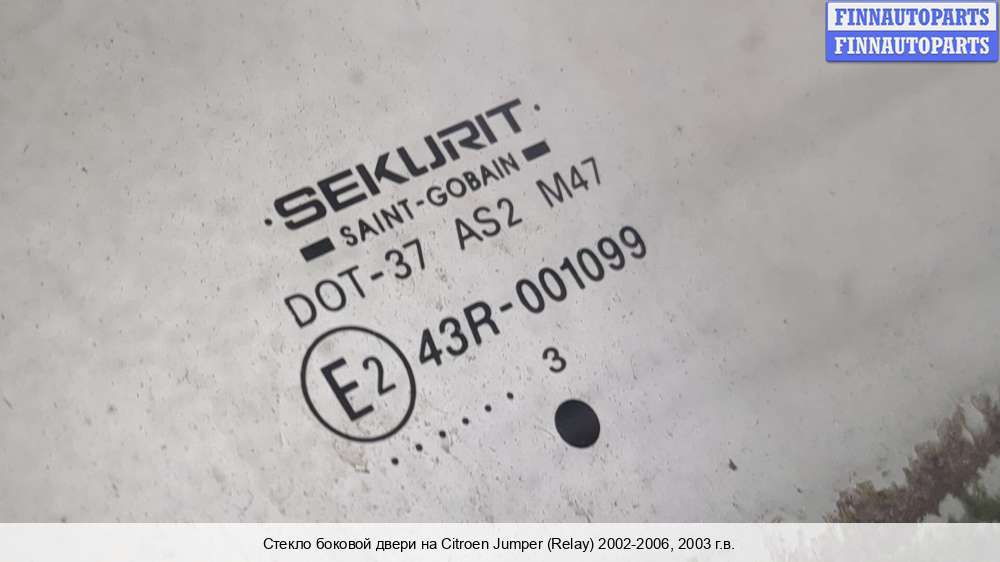 FINNAUTOPARTS
FINNAUTOPARTS
SEKURIT
SAINT-GOBAIN
DOT-37 AS2 M47
E2 43R-001099
...... 3
Стекло боковой двери на Citroen Jumper (Relay) 2002-2006, 2003 г.в.